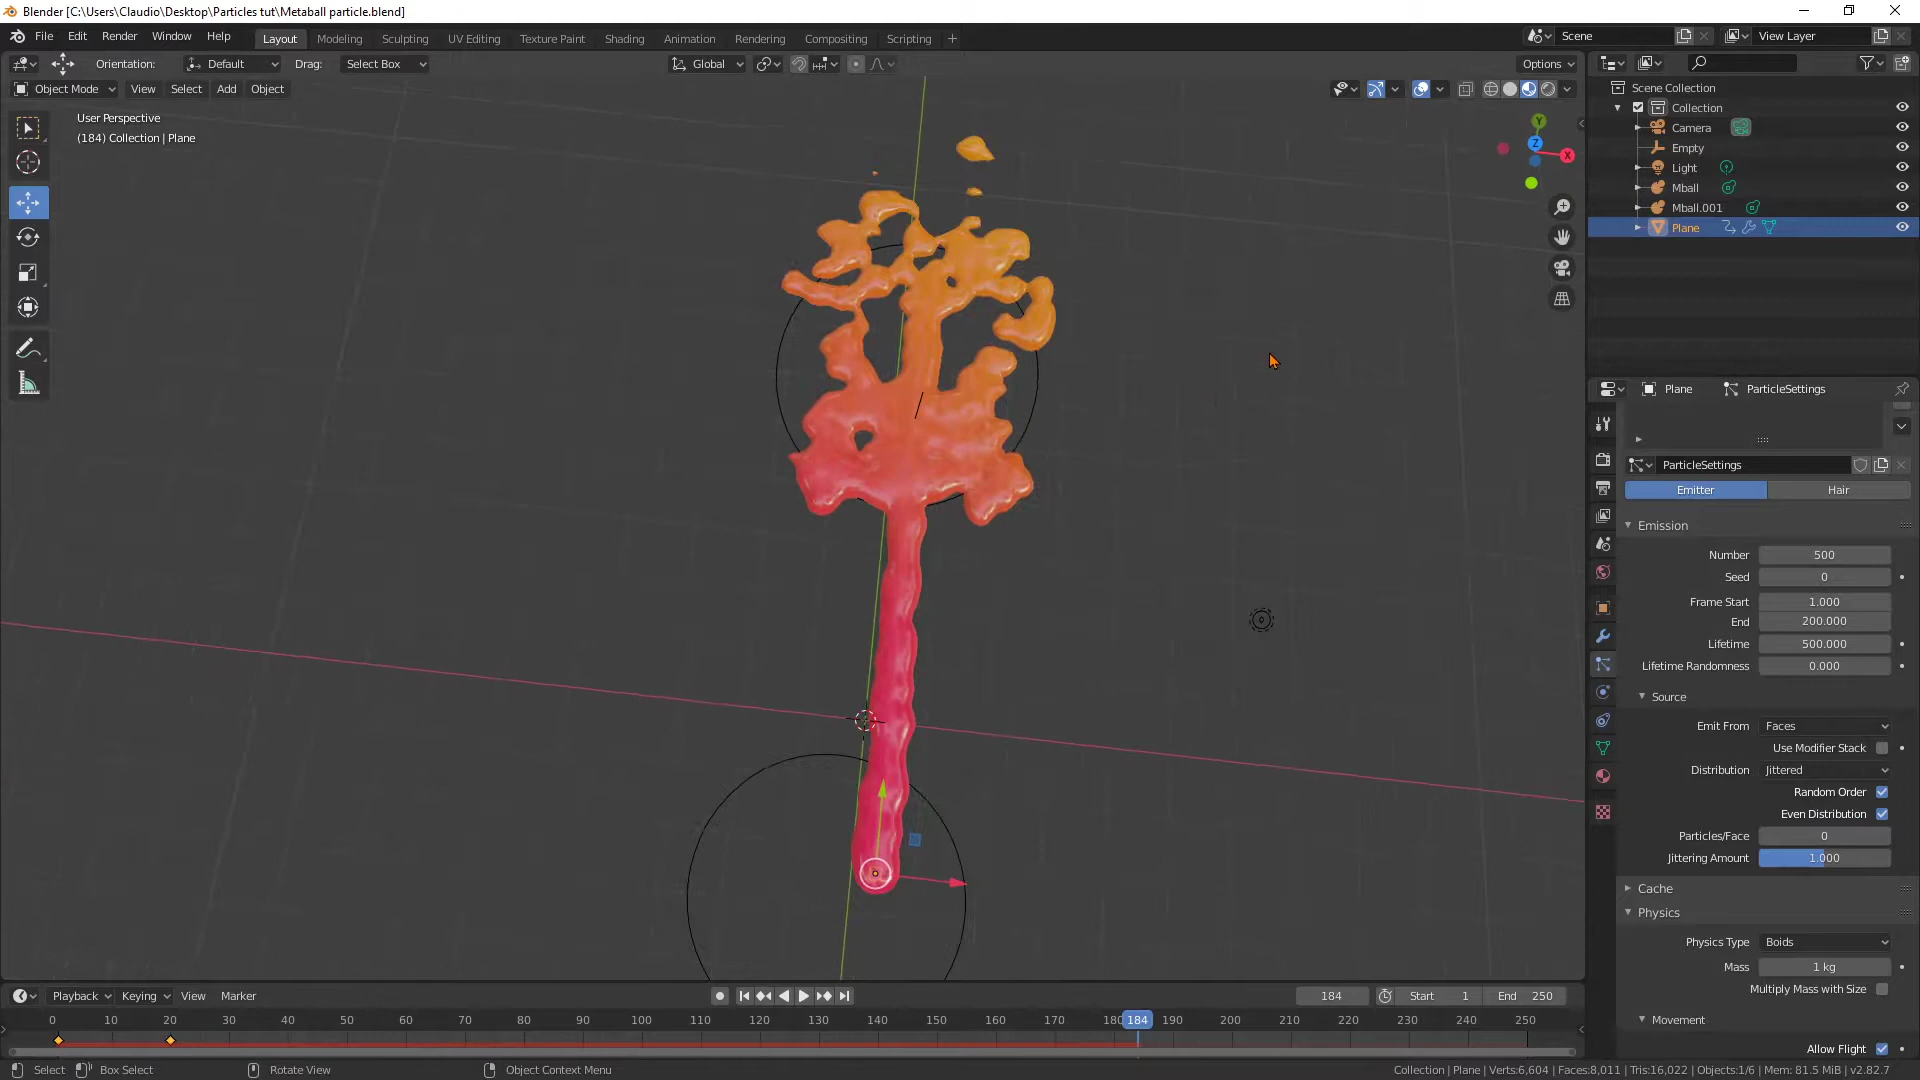 Blender [C:\Users\Claudio\Desktop\Particles tut\Metaball particle.blend]
File Edit Render Window Help
Layout Modeling Sculpting UV Editing Texture Paint Shading Animation Rendering Compositing Scripting
Scene View Layer
Orientation: Default Drag: Select Box Global Options
Object Mode View Select Add Object
User Perspective
(184) Collection | Plane
Y
Z
X
Scene Collection
Collection
Camera
Empty
Light
Mball
Mball.001
Plane
Plane ParticleSettings
ParticleSettings
Emitter Hair
Emission
Number 500
Seed 0
Frame Start 1.000
End 200.000
Lifetime 500.000
Lifetime Randomness 0.000
Source
Emit From Faces
Use Modifier Stack
Distribution Jittered
Random Order
Even Distribution
Particles/Face 0
Jittering Amount 1.000
Cache
Physics
Physics Type Boids
Mass 1 kg
Multiply Mass with Size
Movement
Allow Flight
Playback Keying View Marker 184 Start 1 End 250
0 10 20 30 40 50 60 70 80 90 100 110 120 130 140 150 160 170 180 184 190 200 210 220 230 240 250
Select Box Select Rotate View Object Context Menu Collection | Plane | Verts:6,604 | Faces:8,011 | Tris:16,022 | Objects:1/6 | Mem: 81.5 MiB | v2.82.7